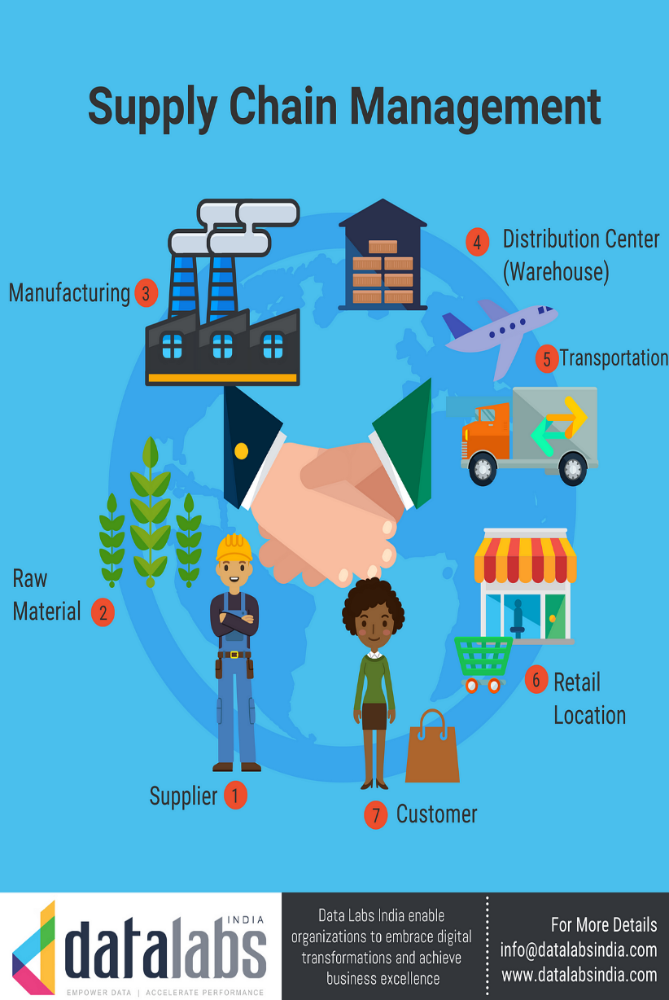 Supply Chain Management
4 Distribution Center
(Warehouse)
Manufacturing 3
5 Transportation
Raw
Material 2
6 Retail
Location
Supplier 1
7 Customer
INDIA
datalabs
EMPOWER DATA | ACCELERATE PERFORMANCE
Data Labs India enable
organizations to embrace digital
transformations and achieve
business excellence
For More Details
info@datalabsindia.com
www.datalabsindia.com